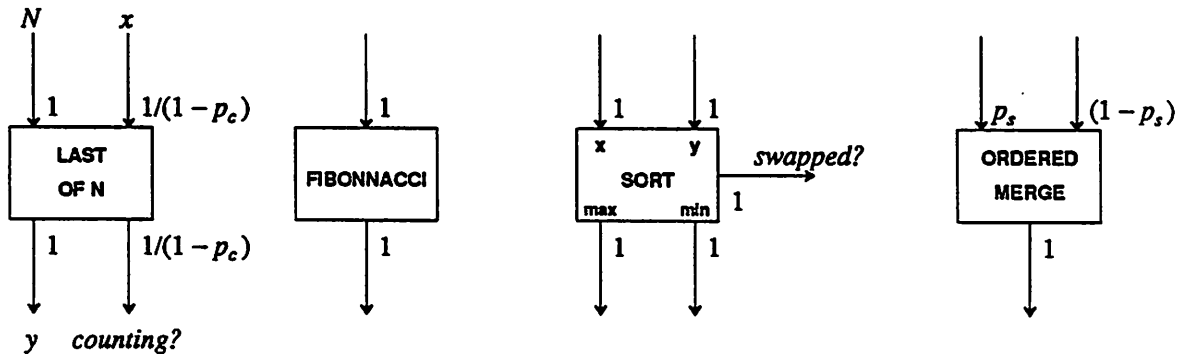 N x
1 1/(1 − p_c)
LAST
OF N
1 1/(1 − p_c)
y counting?
1
FIBONNACCI
1
1 1
x y
SORT
max min
swapped?
1
1 1
p_s (1 − p_s)
ORDERED
MERGE
1